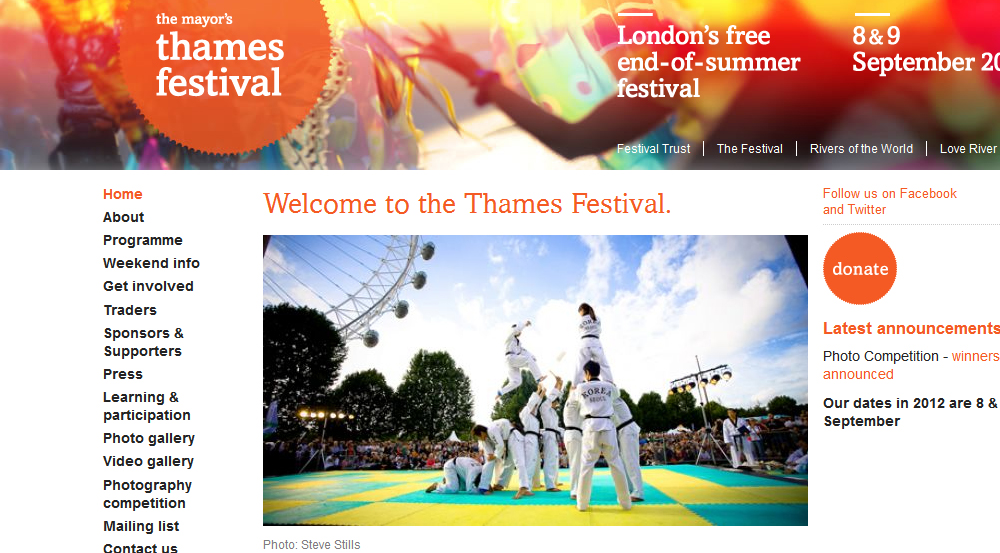 the mayor's
thames
festival
London's free
end-of-summer
festival
8 & 9
September 20
Festival Trust
The Festival
Rivers of the World
Love River
Home
About
Programme
Weekend info
Get involved
Traders
Sponsors &
Supporters
Press
Learning &
participation
Photo gallery
Video gallery
Photography
competition
Mailing list
Contact us
Welcome to the Thames Festival.
KOREA
SEOUL
KOREA
SEOUL
Photo: Steve Stills
Follow us on Facebook
and Twitter
donate
Latest announcements
Photo Competition - winners
announced
Our dates in 2012 are 8 &
September